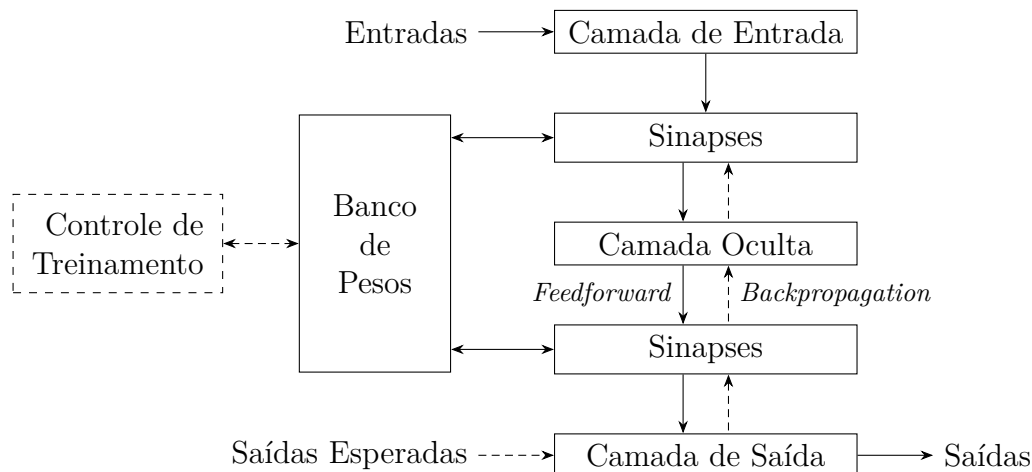 Entradas
Camada de Entrada
Sinapses
Banco
de
Pesos
Controle de
Treinamento
Camada Oculta
Feedforward
Backpropagation
Sinapses
Saídas Esperadas
Camada de Saída
Saídas